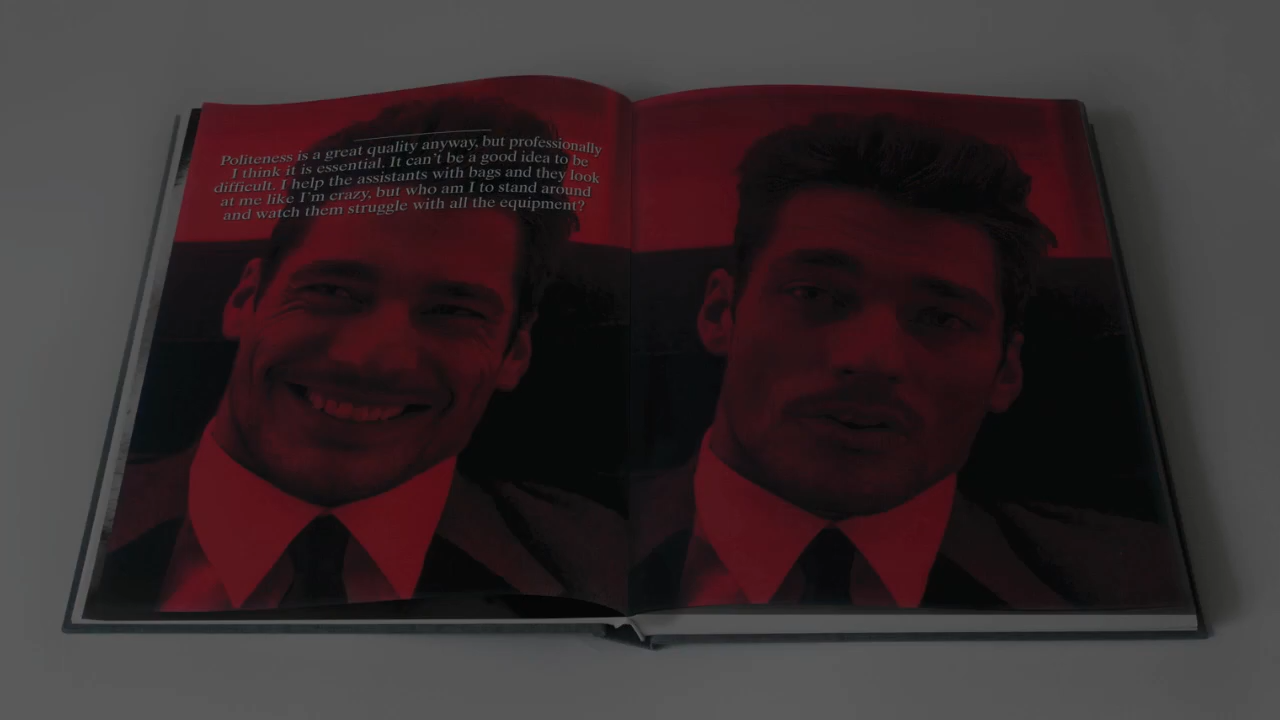 Politeness is a great quality anyway, but professionally
I think it is essential. It can't be a good idea to be
difficult. I help the assistants with bags and they look
at me like I'm crazy, but who am I to stand around
and watch them struggle with all the equipment?